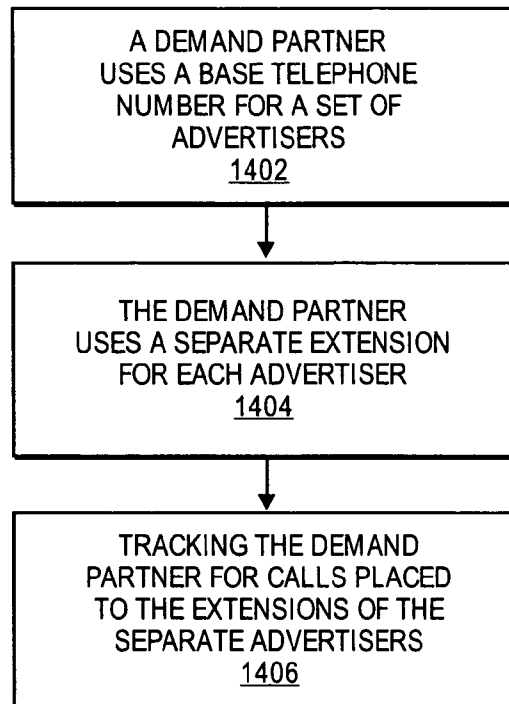 A DEMAND PARTNER
USES A BASE TELEPHONE
NUMBER FOR A SET OF
ADVERTISERS
1402
THE DEMAND PARTNER
USES A SEPARATE EXTENSION
FOR EACH ADVERTISER
1404
TRACKING THE DEMAND
PARTNER FOR CALLS PLACED
TO THE EXTENSIONS OF THE
SEPARATE ADVERTISERS
1406